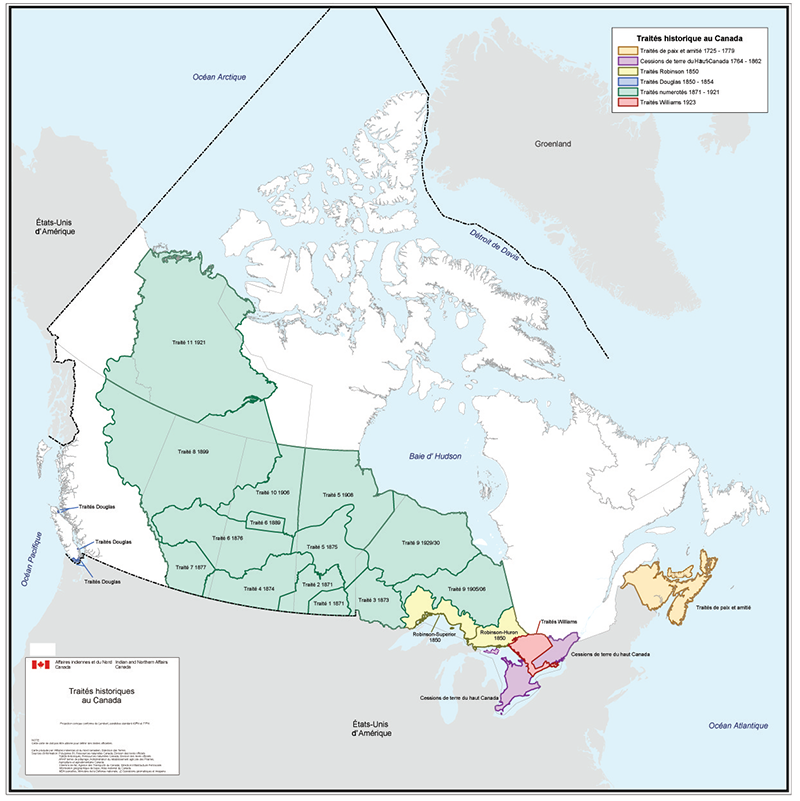 Traités historique au Canada
Traités de paix et amitié 1725 - 1779
Cessions de terre du Haut-Canada 1764 - 1862
Traités Robinson 1850
Traités Douglas 1850 - 1854
Traités numerotés 1871 - 1921
Traités Williams 1923
Océan Arctique
Groenland
États-Unis
d'Amérique
Détroit de Davis
Traité 11 1921
Traité 8 1899
Baie d' Hudson
Traité 10 1906
Traité 5 1908
Traités Douglas
Traité 6 1889
Traité 6 1876
Traités Douglas
Traité 5 1875
Traité 9 1929/30
Océan Pacifique
Traité 7 1877
Traités Douglas
Traité 4 1874
Traité 2 1871
Traité 9 1905/06
Traité 1 1871
Traité 3 1873
Traités de paix et amitié
Traités Williams
Robinson-Superior
1850
Robinson-Huron
1850
Cessions de terre du haut Canada
Cessions de terre du haut Canada
Affaires indiennes et du Nord
Canada
Indian and Northern Affairs
Canada
Traités historiques
au Canada
États-Unis
d'Amérique
Océan Atlantique